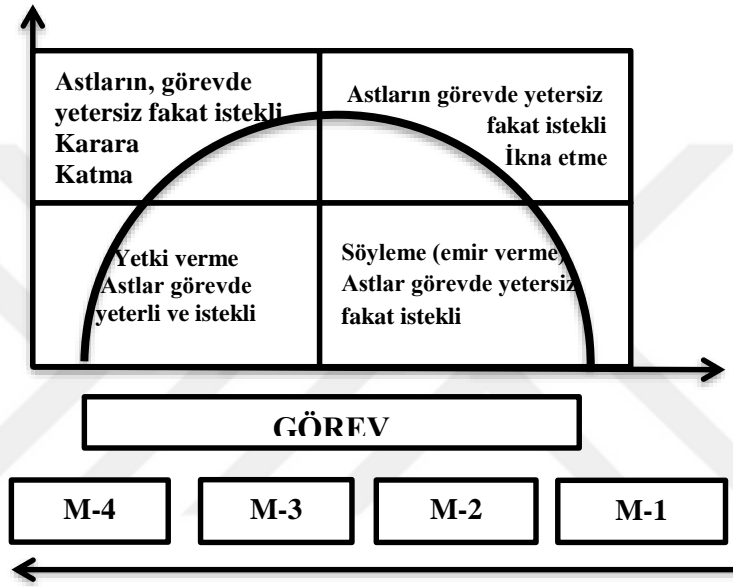 Astların, görevde
yetersiz fakat istekli
Karara
Katma
Astların görevde yetersiz
fakat istekli
İkna etme
Yetki verme
Astlar görevde
yeterli ve istekli
Söyleme (emir verme)
Astlar görevde yetersiz
fakat istekli
GÖREV
M-4
M-3
M-2
M-1